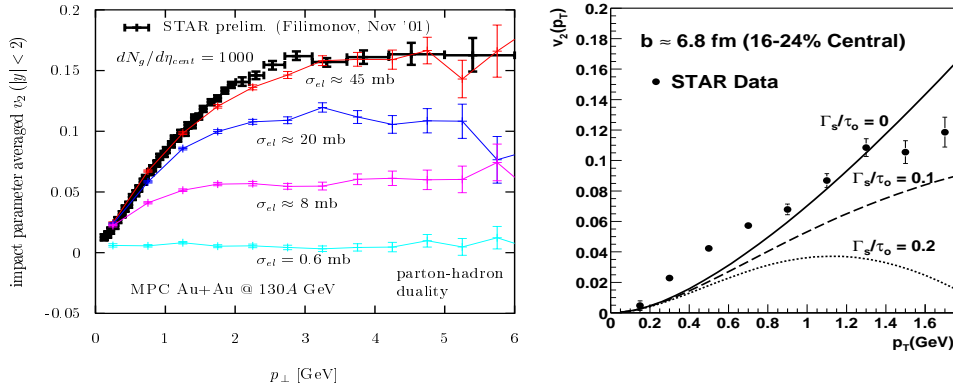 0.2
0.15
0.1
0.05
0
-0.05
impact parameter averaged v₂ (|y| < 2)
STAR prelim. (Filimonov, Nov '01)
dN_g/dη_cent = 1000
σ_el ≈ 45 mb
σ_el ≈ 20 mb
σ_el ≈ 8 mb
σ_el = 0.6 mb
parton-hadron
duality
MPC Au+Au @ 130A GeV
0 1 2 3 4 5 6
p_⊥ [GeV]
v₂(p_T)
0.2
0.18
0.16
0.14
0.12
0.1
0.08
0.06
0.04
0.02
0
b ≈ 6.8 fm (16-24% Central)
STAR Data
Γ_s/τ_o = 0
Γ_s/τ_o = 0.1
Γ_s/τ_o = 0.2
0 0.2 0.4 0.6 0.8 1 1.2 1.4 1.6
p_T(GeV)